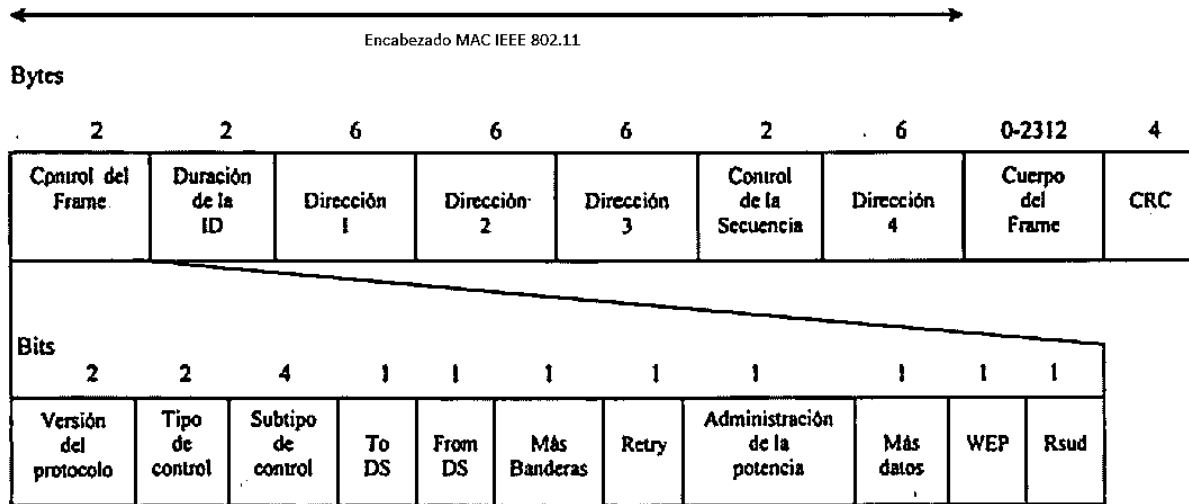 Encabezado MAC IEEE 802.11
Bytes
2 2 6 6 6 2 6 0-2312 4
Control del Frame
Duración de la ID
Dirección 1
Dirección 2
Dirección 3
Control de la Secuencia
Dirección 4
Cuerpo del Frame
CRC
Bits
2 2 4 1 1 1 1 1 1 1 1
Versión del protocolo
Tipo de control
Subtipo de control
To DS
From DS
Más Banderas
Retry
Administración de la potencia
Más datos
WEP
Rsud